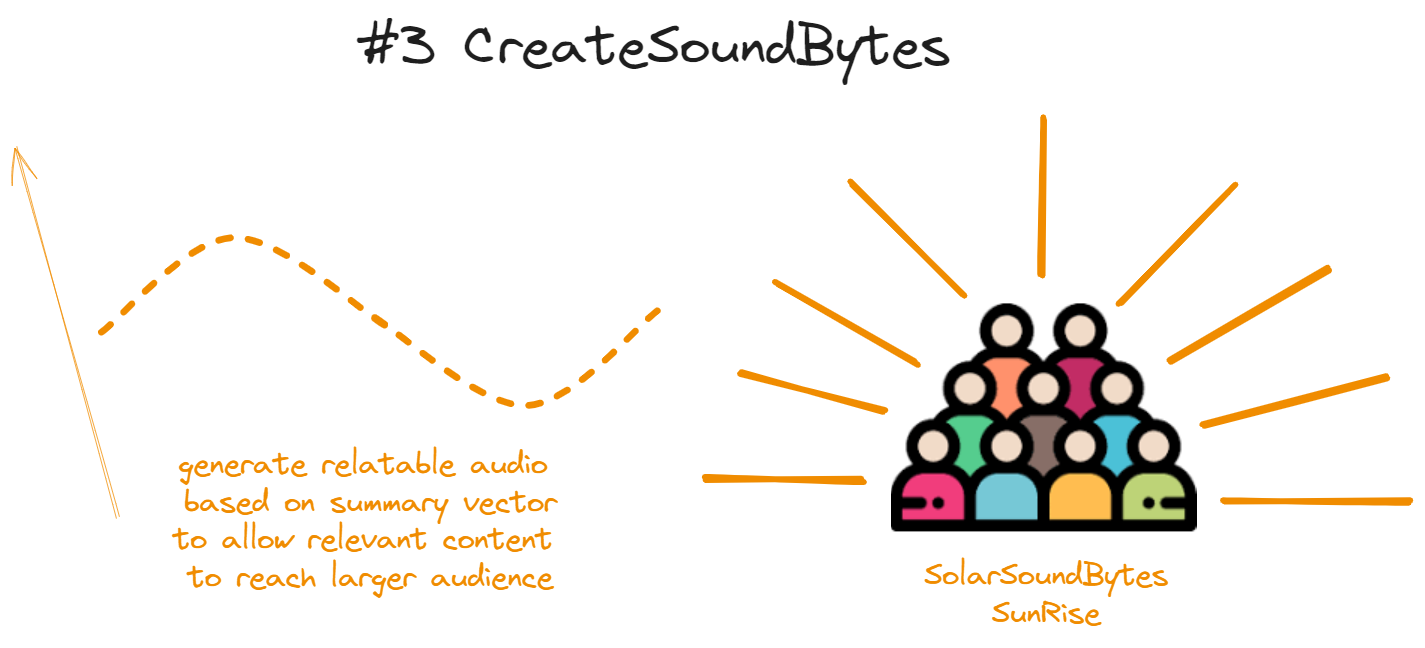 #3 CreateSoundBytes
generate relatable audio
based on summary vector
to allow relevant content
to reach larger audience
SolarSoundBytes
SunRise